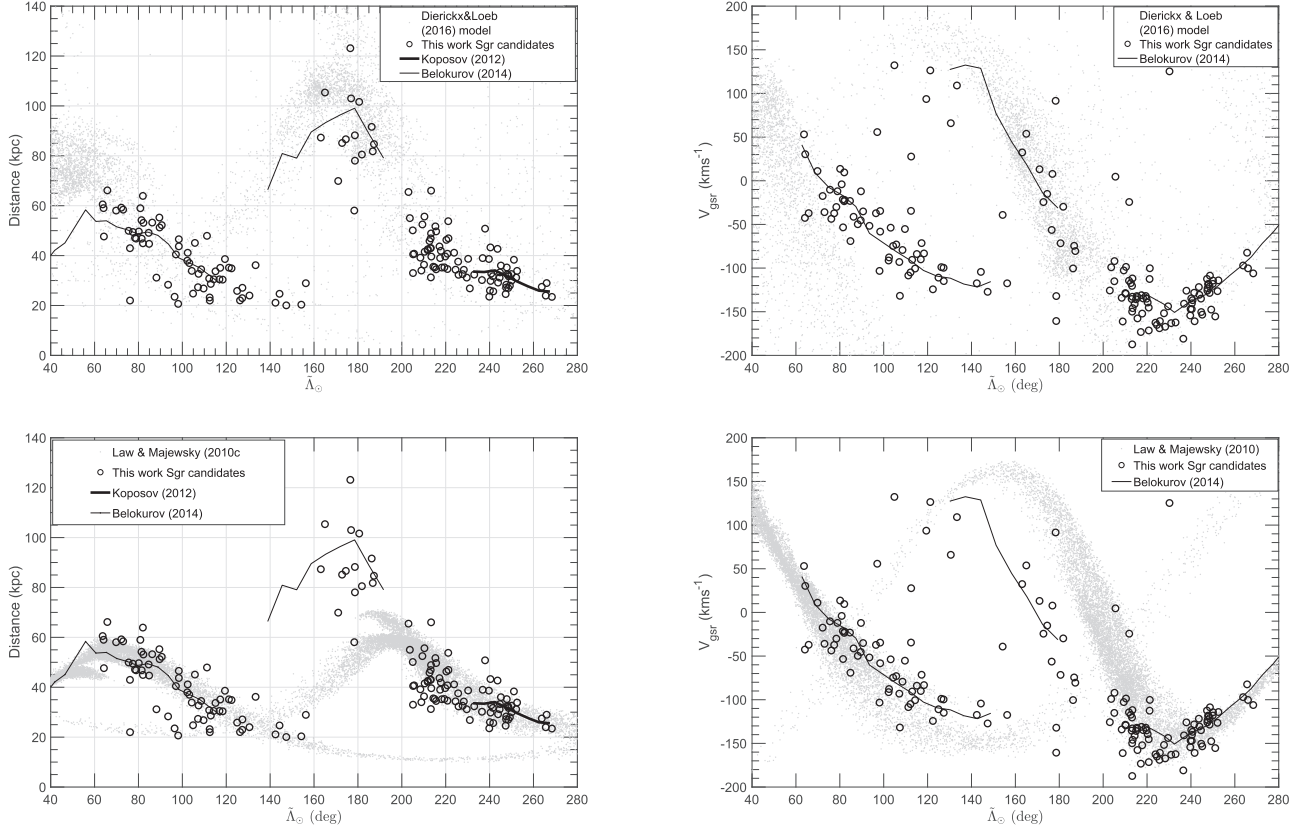 140
120
100
80
60
40
20
0
Distance (kpc)
40 60 80 100 120 140 160 180 200 220 240 260 280
Λ̃⊙
Dierickx&Loeb
(2016) model
This work Sgr candidates
Koposov (2012)
Belokurov (2014)
200
150
100
50
0
-50
-100
-150
-200
Vgsr (kms-1)
40 60 80 100 120 140 160 180 200 220 240 260 280
Λ̃⊙ (deg)
Dierickx & Loeb
(2016) model
This work Sgr candidates
Belokurov (2014)
140
120
100
80
60
40
20
0
Distance (kpc)
40 60 80 100 120 140 160 180 200 220 240 260 280
Λ̃⊙ (deg)
Law & Majewsky (2010c
This work Sgr candidates
Koposov (2012)
Belokurov (2014)
200
150
100
50
0
-50
-100
-150
-200
Vgsr (kms-1)
40 60 80 100 120 140 160 180 200 220 240 260 280
Λ̃⊙ (deg)
Law & Majewsky (2010)
This work Sgr candidates
Belokurov (2014)